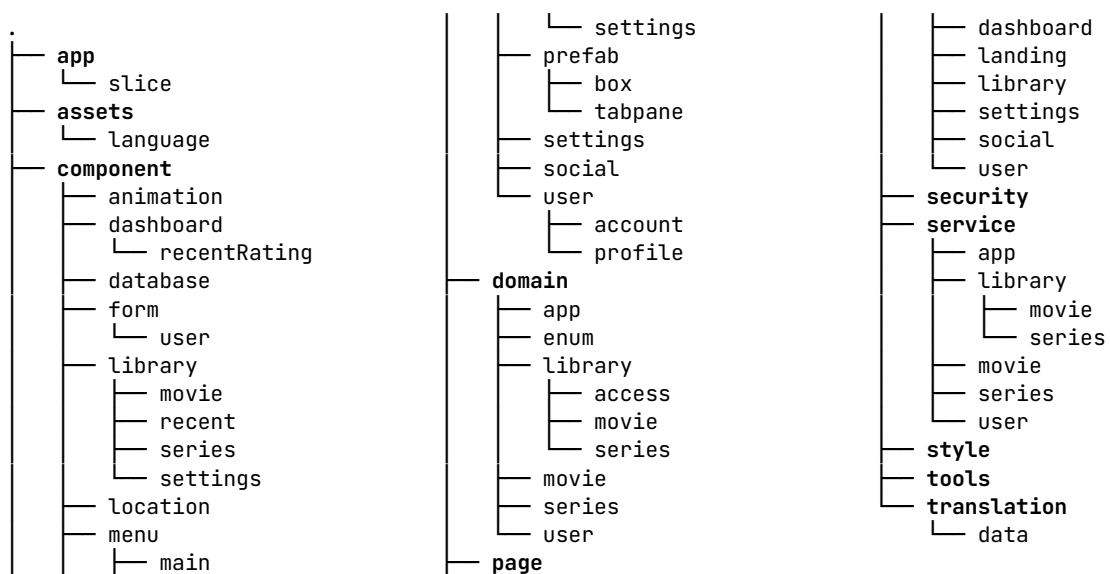 .
├── app
│   └── slice
├── assets
│   └── language
├── component
│   ├── animation
│   ├── dashboard
│   │   └── recentRating
│   ├── database
│   ├── form
│   │   └── user
│   ├── library
│   │   ├── movie
│   │   ├── recent
│   │   ├── series
│   │   └── settings
│   ├── location
│   ├── menu
│   │   ├── main
│   │   └── settings
│   ├── prefab
│   │   ├── box
│   │   └── tabpane
│   ├── settings
│   ├── social
│   └── user
│       ├── account
│       └── profile
├── domain
│   ├── app
│   ├── enum
│   ├── library
│   │   ├── access
│   │   ├── movie
│   │   └── series
│   ├── movie
│   ├── series
│   └── user
├── page
│   ├── dashboard
│   ├── landing
│   ├── library
│   ├── settings
│   ├── social
│   └── user
├── security
├── service
│   ├── app
│   ├── library
│   │   ├── movie
│   │   └── series
│   ├── movie
│   ├── series
│   └── user
├── style
├── tools
└── translation
    └── data